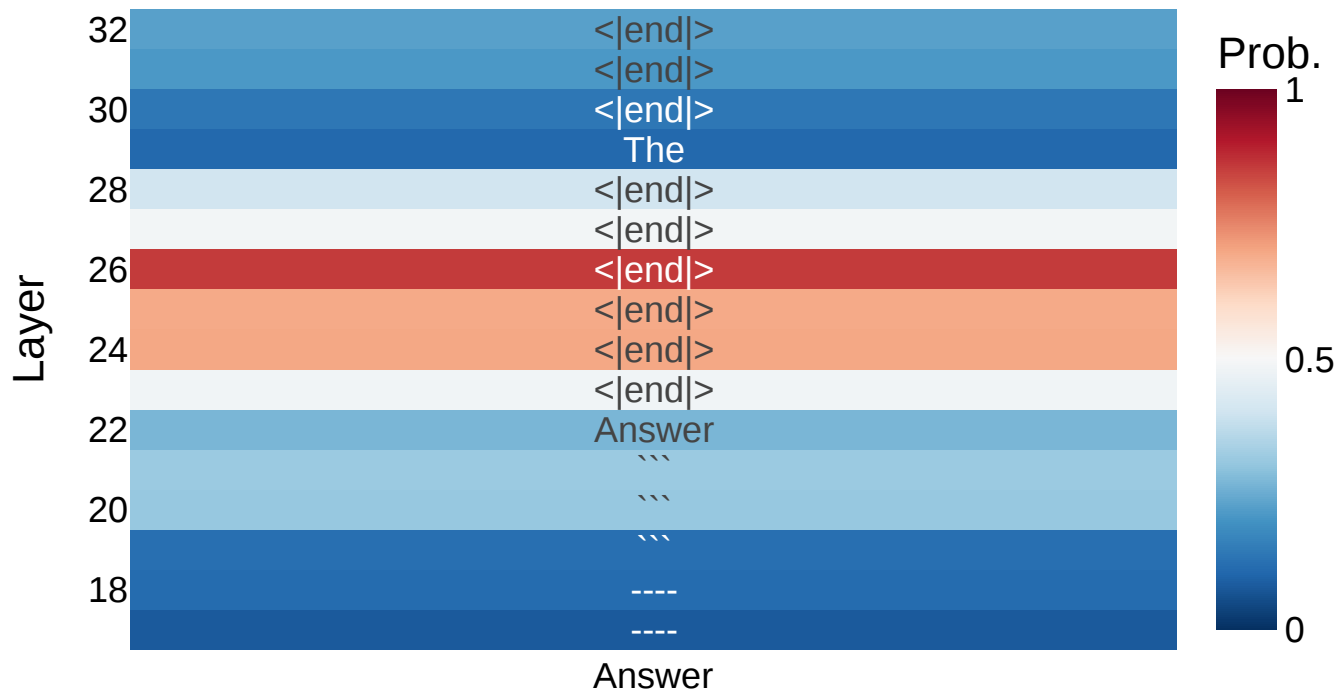 32 <|end|>
<|end|>
Prob.
1
30 <|end|>
The
28 <|end|>
<|end|>
26 <|end|>
<|end|>
24 <|end|>
<|end|>
22 Answer
```
20 ```
```
18 ----
----
Layer
0.5
0
Answer